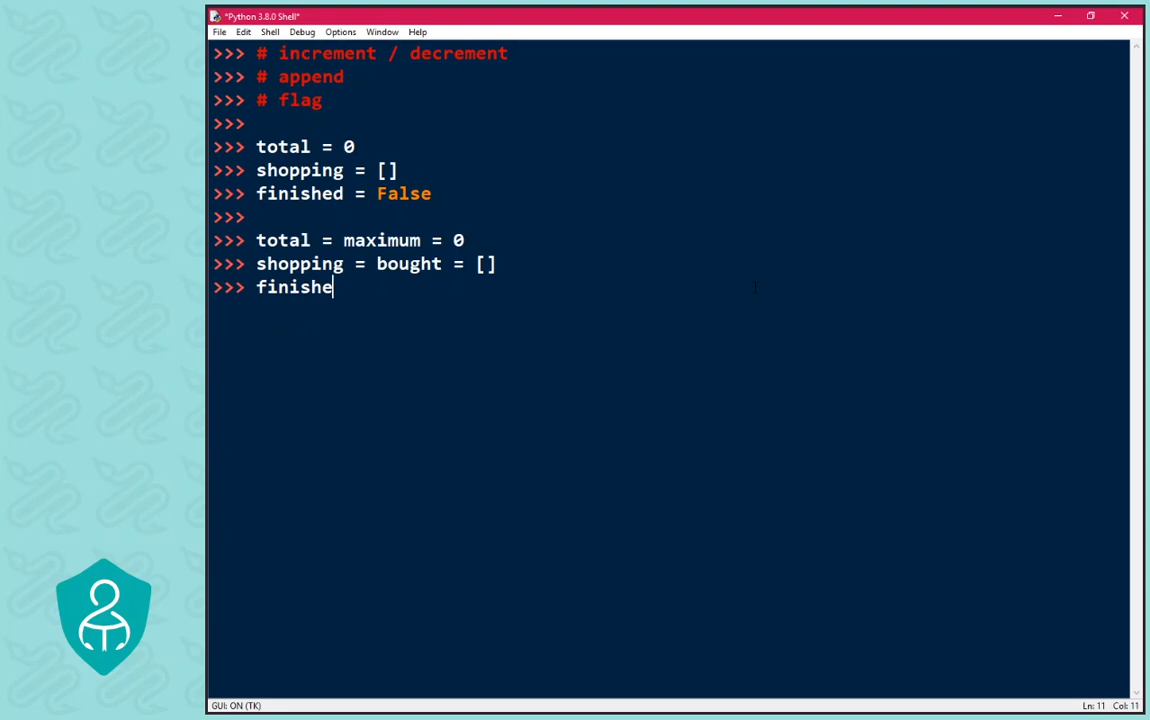 *Python 3.8.0 Shell*
File Edit Shell Debug Options Window Help
>>> # increment / decrement
>>> # append
>>> # flag
>>>
>>> total = 0
>>> shopping = []
>>> finished = False
>>>
>>> total = maximum = 0
>>> shopping = bought = []
>>> finishe
GUI: ON (TK) Ln: 11 Col: 11